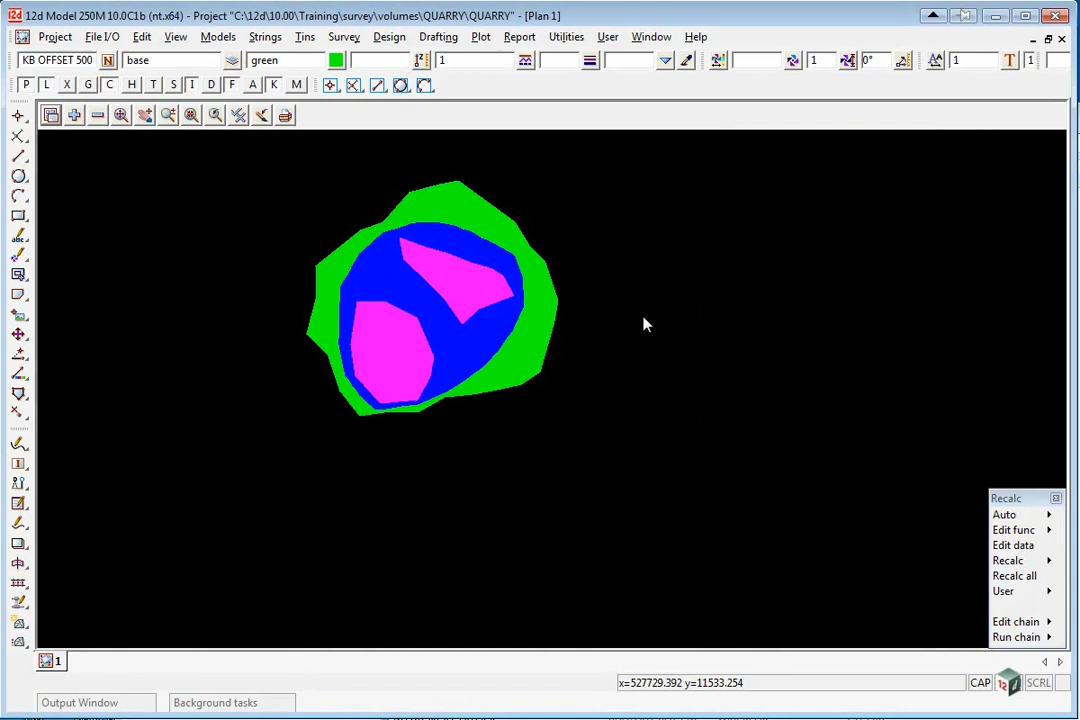 12d Model 250M 10.0C1b (nt.x64) - Project "C:\12d\10.00\Training\survey\volumes\QUARRY\QUARRY" - [Plan 1]
Project File I/O Edit View Models Strings Tins Survey Design Drafting Plot Report Utilities User Window Help
KB OFFSET 500 N base green 1 1 0° 1 T 1
P L X G C H T S I D F A K M
abc
Recalc
Auto
Edit func
Edit data
Recalc
Recalc all
User
Edit chain
Run chain
1
x=527729.392 y=11533.254 CAP 12 SCRL
Output Window Background tasks